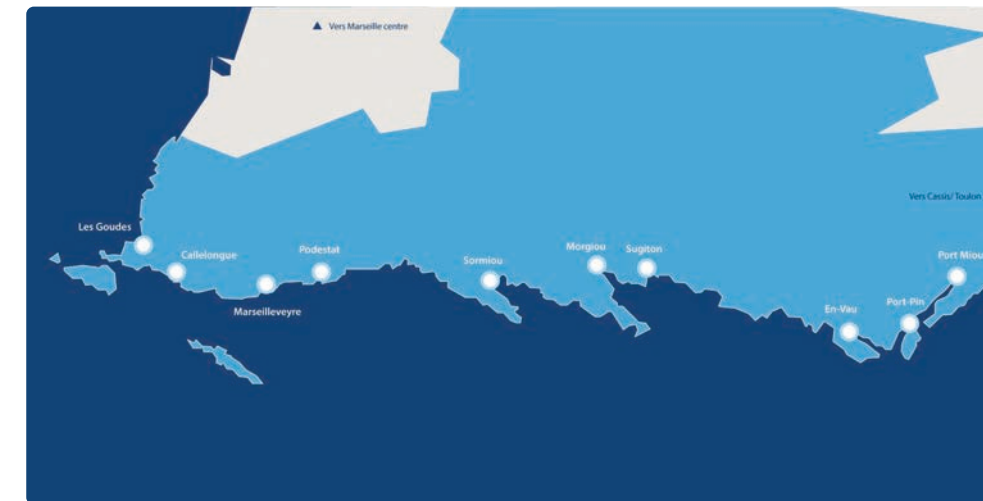 Vers Marseille centre
Vers Cassis/ Toulon
Les Goudes
Callelongue
Marseilleveyre
Podestat
Sormiou
Morgiou
Sugiton
En-Vau
Port-Pin
Port Miou